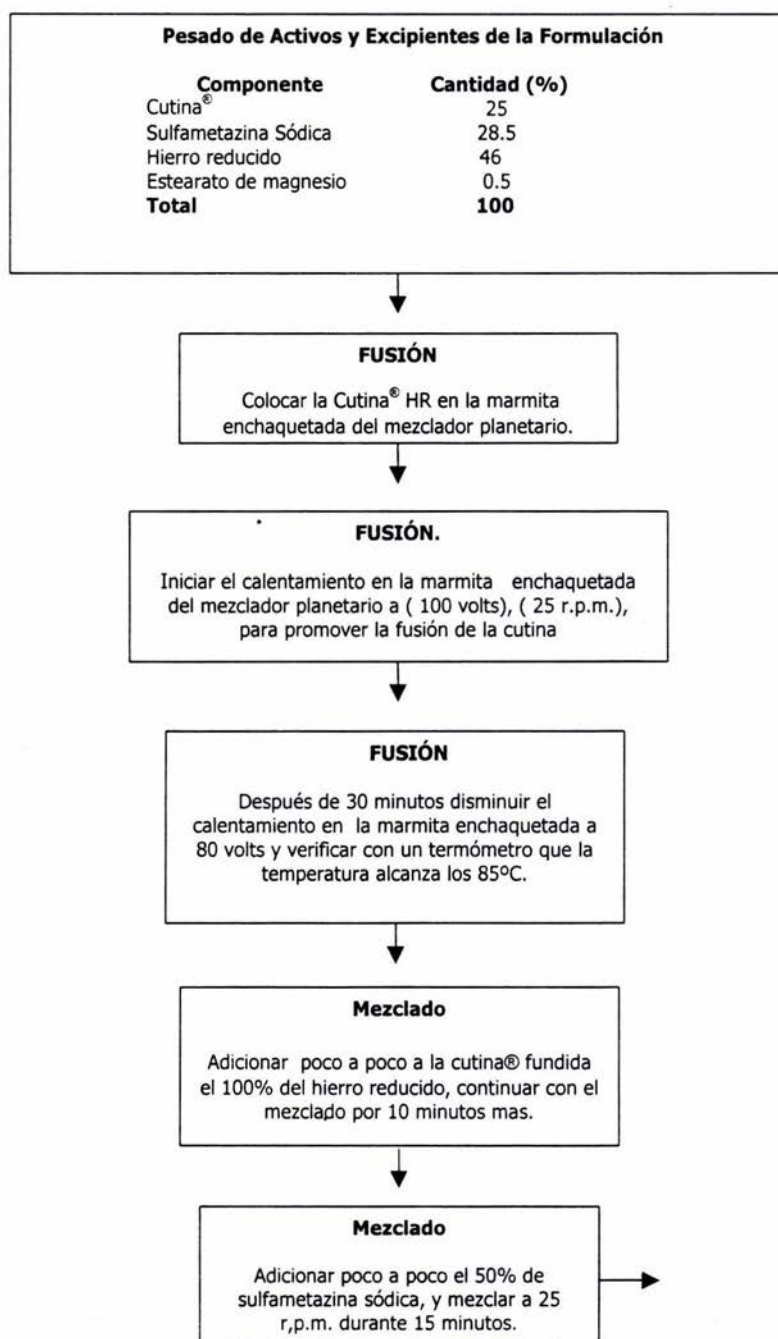 Pesado de Activos y Excipientes de la Formulación
Componente Cantidad (%)
Cutina® 25
Sulfametazina Sódica 28.5
Hierro reducido 46
Estearato de magnesio 0.5
Total 100
FUSIÓN
Colocar la Cutina® HR en la marmita
enchaquetada del mezclador planetario.
FUSIÓN.
Iniciar el calentamiento en la marmita enchaquetada
del mezclador planetario a ( 100 volts), ( 25 r.p.m.),
para promover la fusión de la cutina
FUSIÓN
Después de 30 minutos disminuir el
calentamiento en la marmita enchaquetada a
80 volts y verificar con un termómetro que la
temperatura alcanza los 85ºC.
Mezclado
Adicionar poco a poco a la cutina® fundida
el 100% del hierro reducido, continuar con el
mezclado por 10 minutos mas.
Mezclado
Adicionar poco a poco el 50% de
sulfametazina sódica, y mezclar a 25
r,p.m. durante 15 minutos.